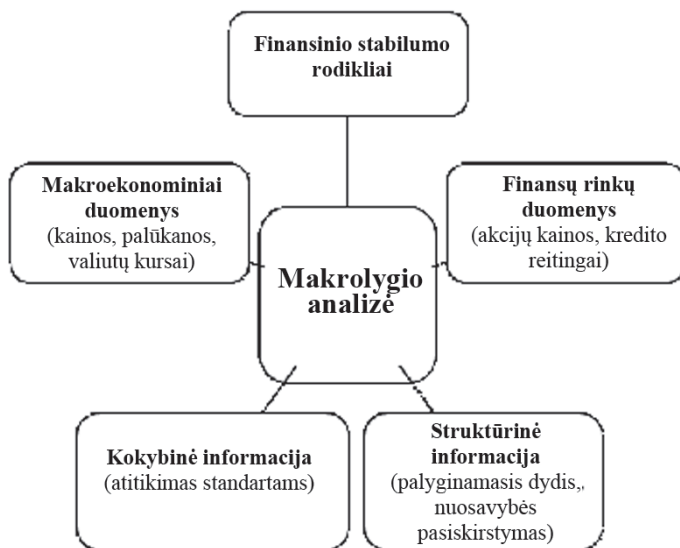 Finansinio stabilumo
rodikliai
Makroekonominiai
duomenys
(kainos, palūkanos,
valiutų kursai)
Finansų rinkų
duomenys
(akcijų kainos, kredito
reitingai)
Makrolygio
analizė
Kokybinė informacija
(atitikimas standartams)
Struktūrinė
informacija
(palyginamasis dydis,,
nuosavybės
pasiskirstymas)